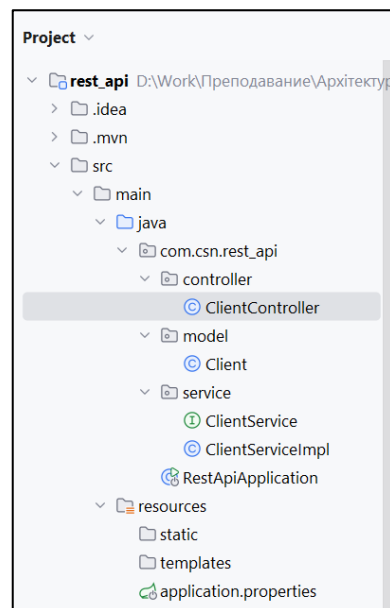 Project
rest_api D:\Work\Преподавание\Архітектур
.idea
.mvn
src
main
java
com.csn.rest_api
controller
C ClientController
model
C Client
service
I ClientService
C ClientServiceImpl
RestApiApplication
resources
static
templates
application.properties